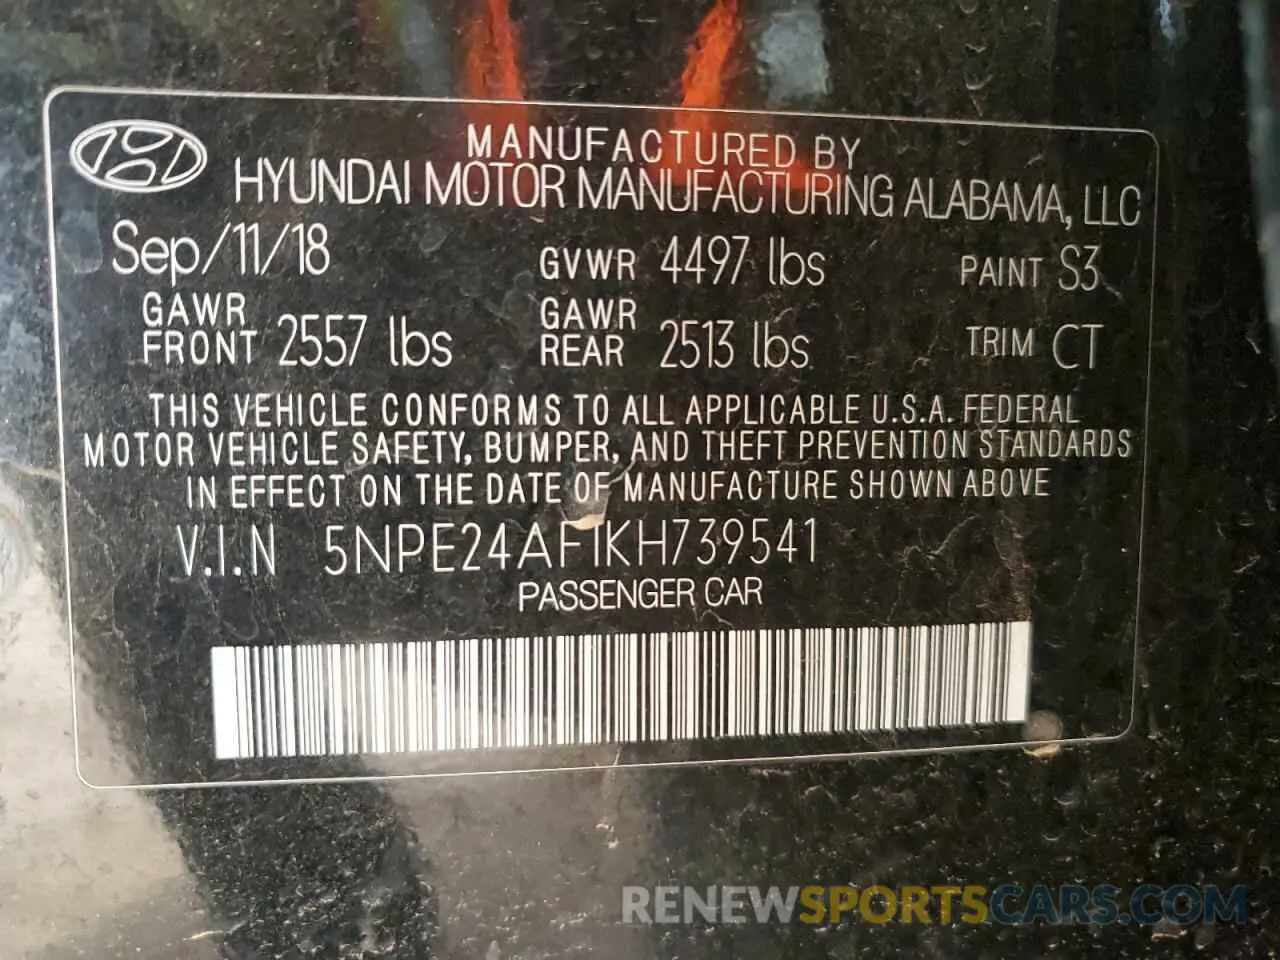 MANUFACTURED BY
HYUNDAI MOTOR MANUFACTURING ALABAMA, LLC
Sep/11/18 GVWR 4497 lbs PAINT S3
GAWR FRONT 2557 lbs GAWR REAR 2513 lbs TRIM CT
THIS VEHICLE CONFORMS TO ALL APPLICABLE U.S.A. FEDERAL
MOTOR VEHICLE SAFETY, BUMPER, AND THEFT PREVENTION STANDARDS
IN EFFECT ON THE DATE OF MANUFACTURE SHOWN ABOVE
V.I.N 5NPE24AF1KH739541
PASSENGER CAR
RENEWSPORTSCARS.COM